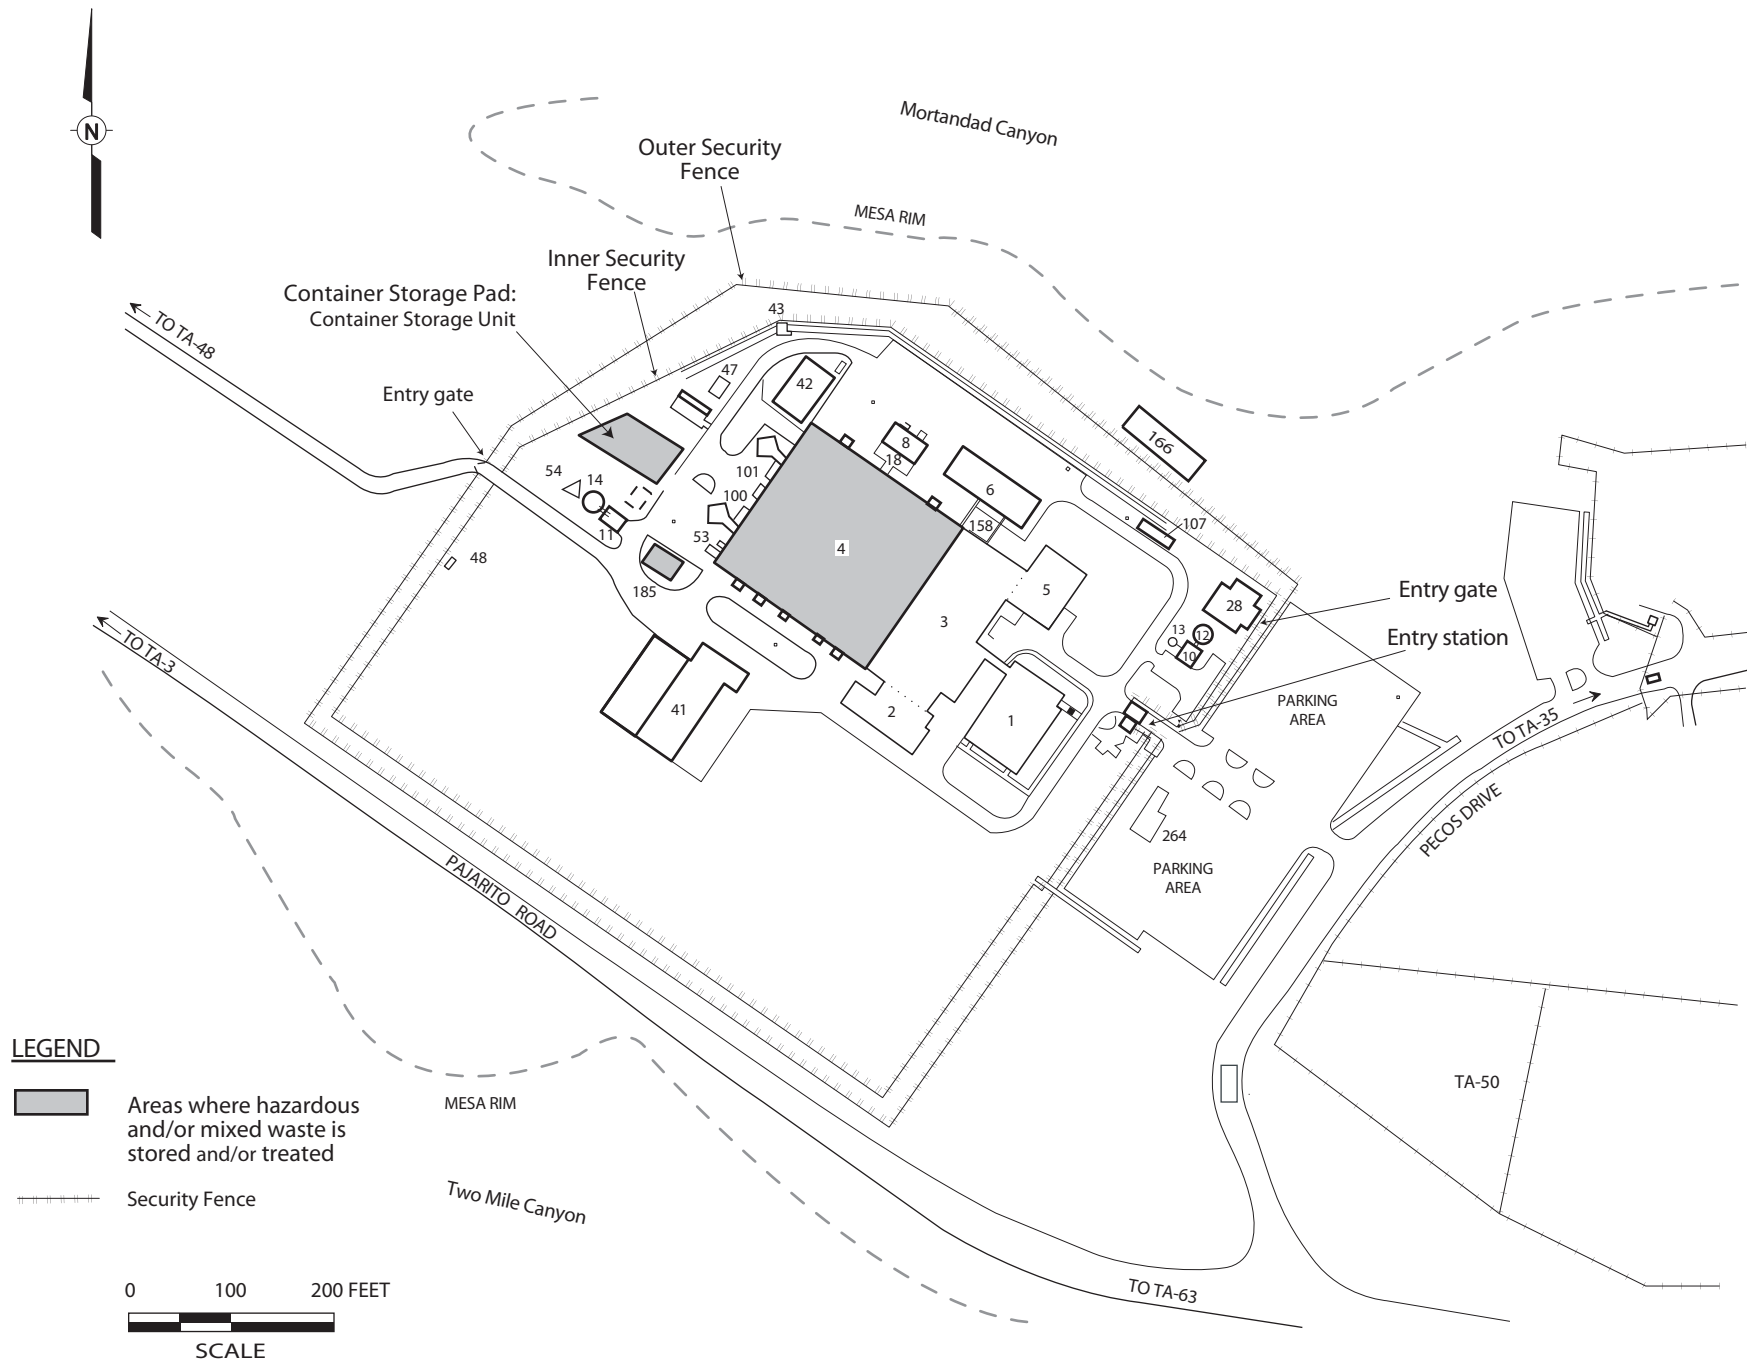 Mortandad Canyon
N
Outer Security
Fence
MESA RIM
Inner Security
Fence
Container Storage Pad:
Container Storage Unit
43
TO TA-48
47
42
Entry gate
8
166
54
14
101
18
6
100
158
107
11
53
4
48
185
5
28
Entry gate
3
13
12
Entry station
10
TO TA-3
PARKING
AREA
41
2
1
TO TA-35
PECOS DRIVE
264
PARKING
AREA
PAJARITO ROAD
LEGEND
TA-50
Areas where hazardous
and/or mixed waste is
stored and/or treated
MESA RIM
Security Fence
Two Mile Canyon
0 100 200 FEET
TO TA-63
SCALE